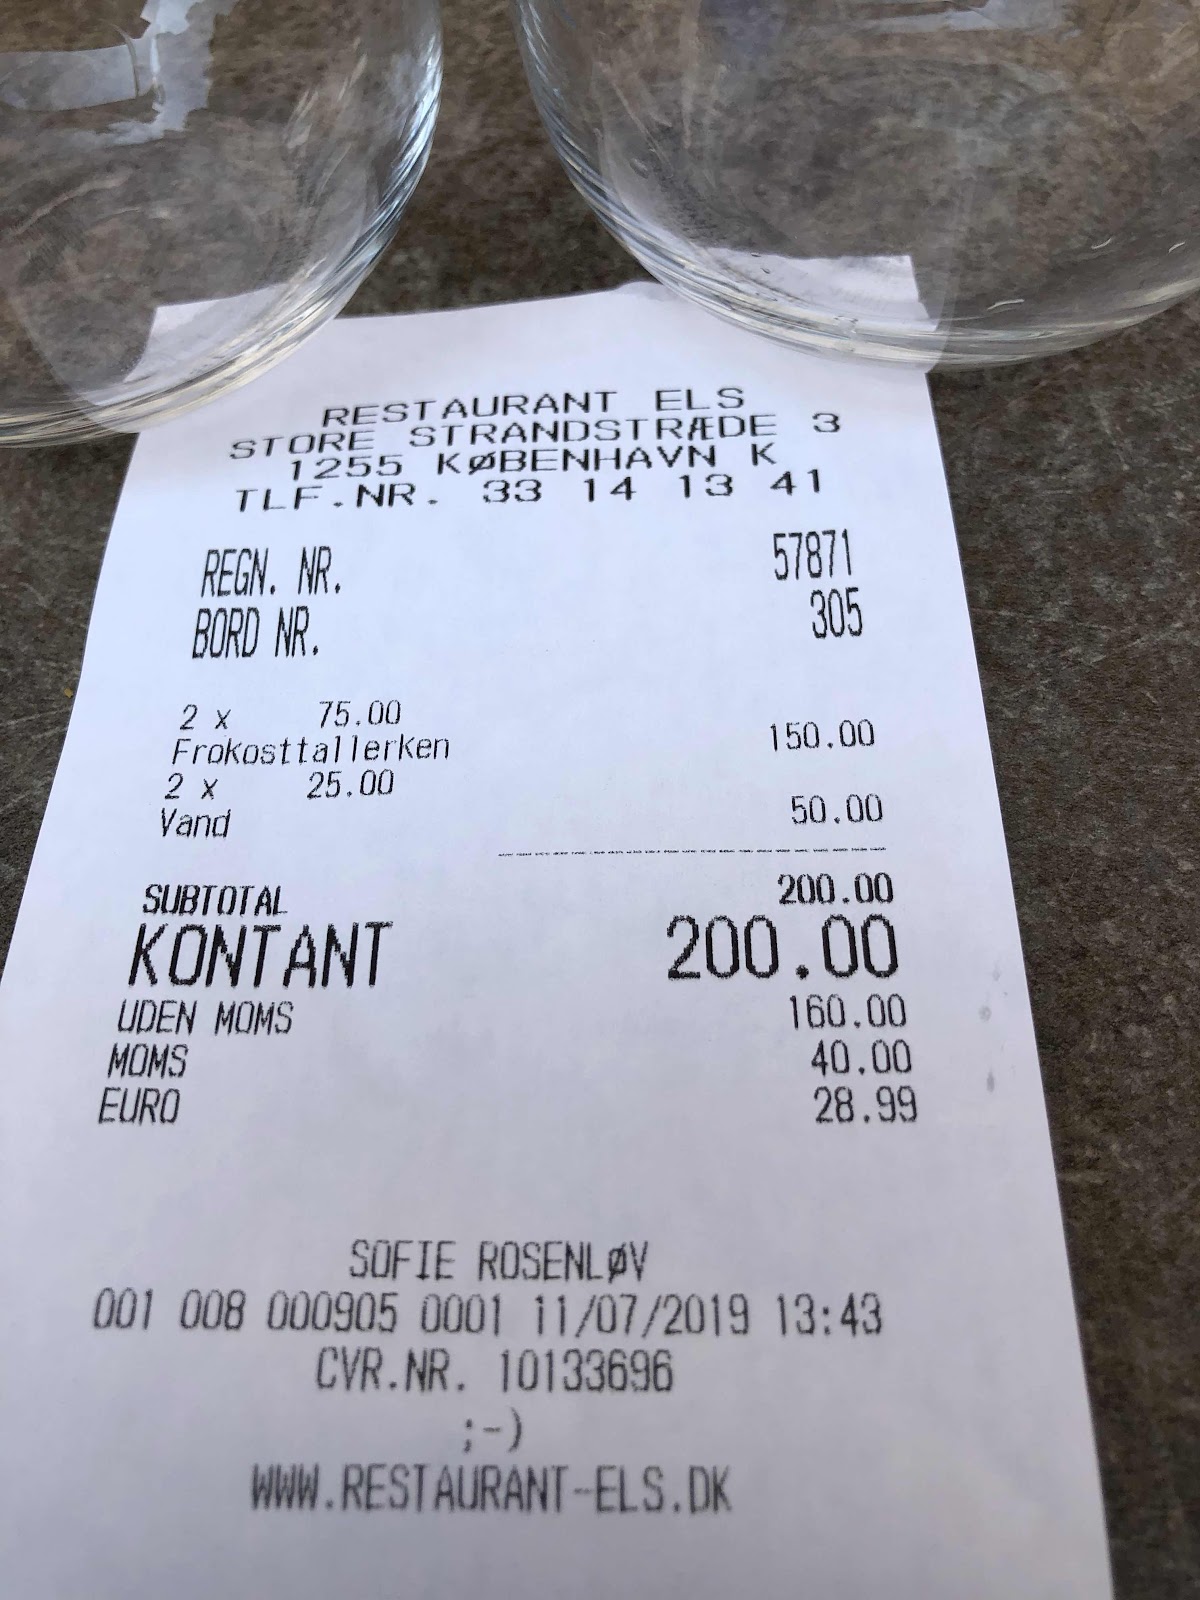 RESTAURANT ELS
STORE STRANDSTRÆDE 3
1255 KØBENHAVN K
TLF.NR. 33 14 13 41
REGN. NR. 57871
BORD NR. 305
2 x 75.00
Frokosttallerken 150.00
2 x 25.00
Vand 50.00
SUBTOTAL 200.00
KONTANT 200.00
UDEN MOMS 160.00
MOMS 40.00
EURO 28.99
SOFIE ROSENLØV
001 008 000905 0001 11/07/2019 13:43
CVR.NR. 10133696
;-)
WWW.RESTAURANT-ELS.DK